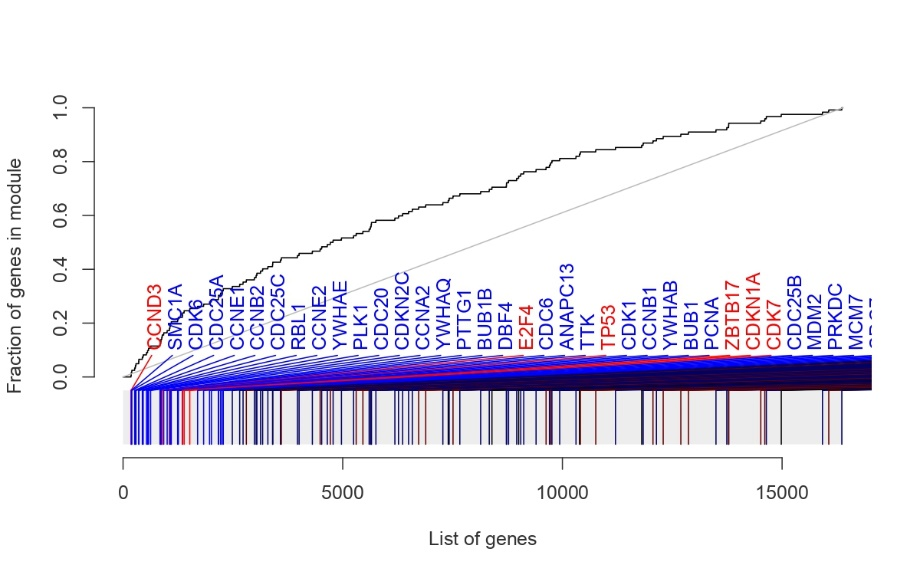 Fraction of genes in module
1.0
0.8
0.6
0.4
0.2
0.0
CCND3
SMC1A
CDK6
CDC25A
CCNE1
CCNB2
CDC25C
RBL1
CCNE2
YWHAE
PLK1
CDC20
CDKN2C
CCNA2
YWHAQ
PTTG1
BUB1B
DBF4
E2F4
CDC6
ANAPC13
TTK
TP53
CDK1
CCNB1
YWHAB
BUB1
PCNA
ZBTB17
CDKN1A
CDK7
CDC25B
MDM2
PRKDC
MCM7
0 5000 10000 15000
List of genes